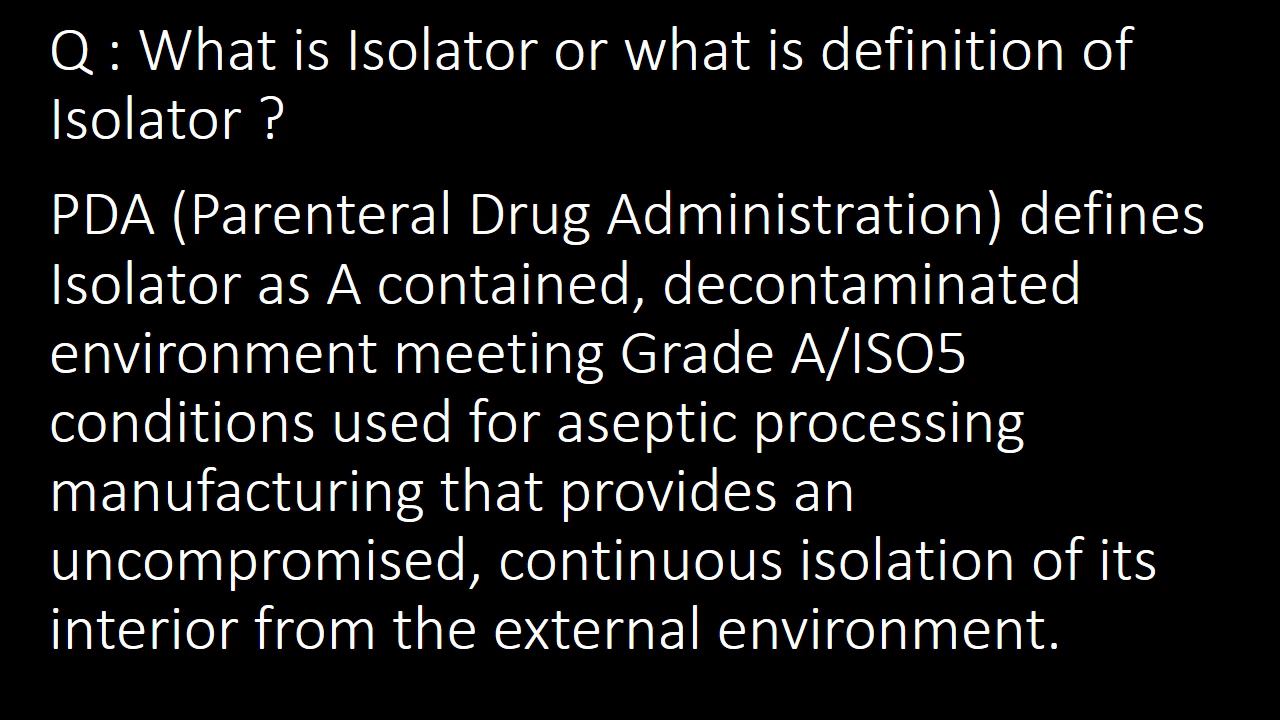 Q : What is Isolator or what is definition of
Isolator ?
PDA (Parenteral Drug Administration) defines
Isolator as A contained, decontaminated
environment meeting Grade A/ISO5
conditions used for aseptic processing
manufacturing that provides an
uncompromised, continuous isolation of its
interior from the external environment.